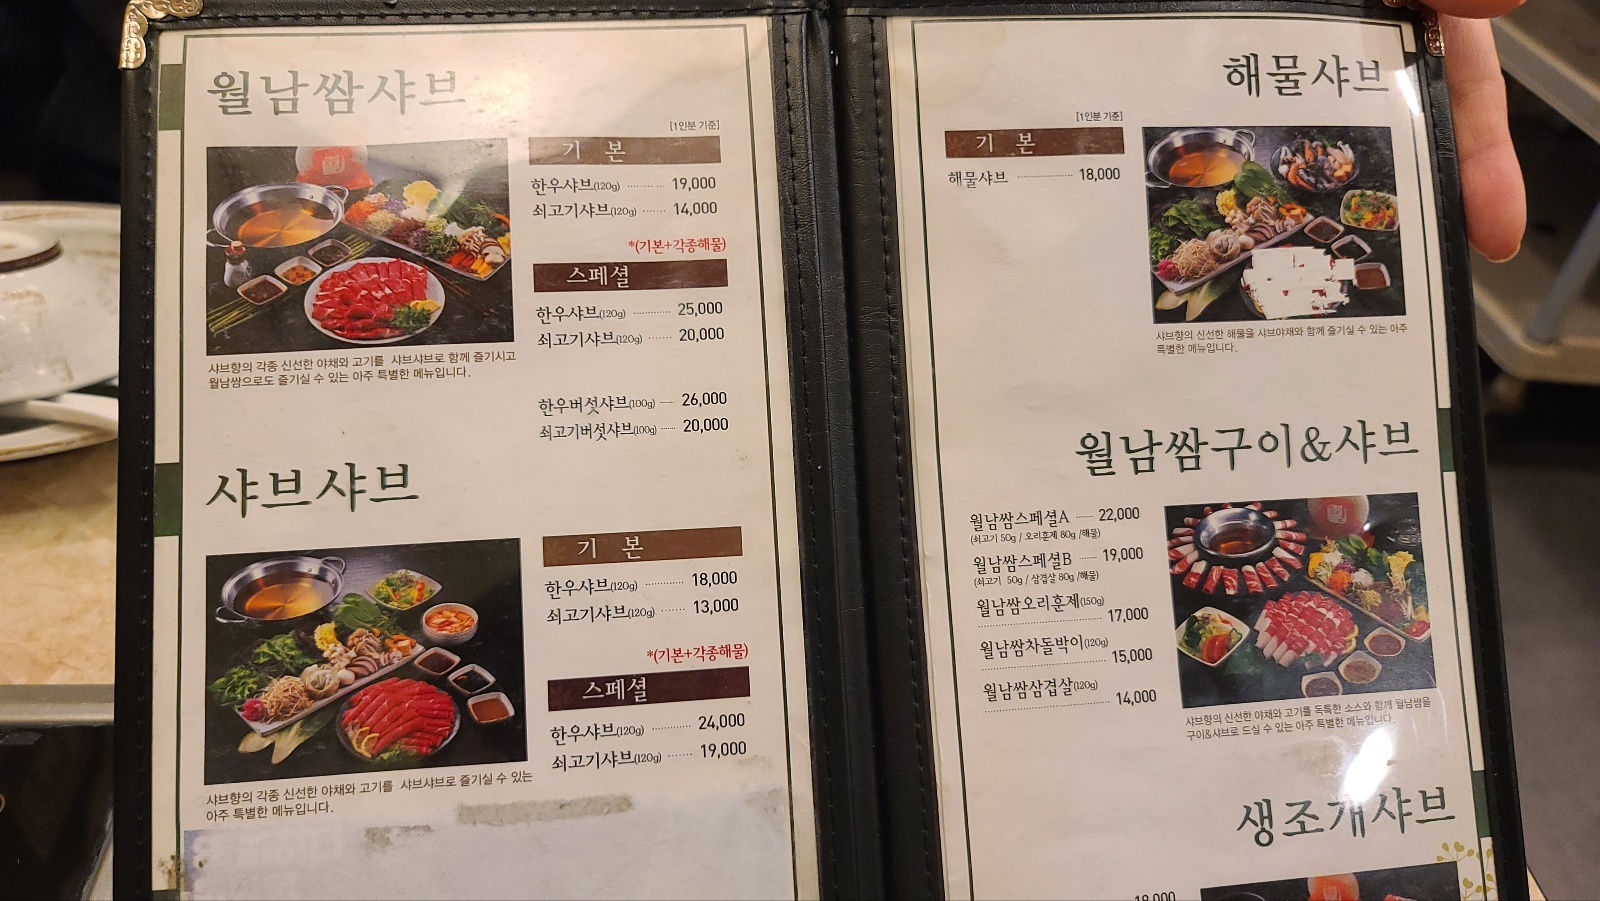 월남쌈샤브
[1인분 기준]
기 본
한우샤브(120g) ·········· 19,000
쇠고기샤브(120g) ······· 14,000
*(기본+각종해물)
스페셜
한우샤브(120g) ············ 25,000
쇠고기샤브(120g) ······· 20,000
한우버섯샤브(100g) ····· 26,000
쇠고기버섯샤브(100g) ····· 20,000
샤브향의 각종 신선한 야채와 고기를 샤브샤브로 함께 즐기시고
월남쌈으로도 즐기실 수 있는 아주 특별한 메뉴입니다.
샤브샤브
기 본
한우샤브(120g) ············ 18,000
쇠고기샤브(120g) ········ 13,000
*(기본+각종해물)
스페셜
한우샤브(120g) ············ 24,000
쇠고기샤브(120g) ········ 19,000
샤브향의 각종 신선한 야채와 고기를 샤브샤브로 즐기실 수 있는
아주 특별한 메뉴입니다.
해물샤브
[1인분 기준]
기 본
해물샤브 ················ 18,000
샤브향의 신선한 해물을 샤브야채와 함께 즐기실 수 있는 아주
특별한 메뉴입니다.
월남쌈구이&샤브
월남쌈스페셜A ······ 22,000
(쇠고기 50g / 오리훈제 80g /해물)
월남쌈스페셜B ······ 19,000
(쇠고기 50g / 삼겹살 80g /해물)
월남쌈오리훈제(150g)
································ 17,000
월남쌈차돌박이(120g)
································ 15,000
월남쌈삼겹살(120g)
································ 14,000
샤브향의 신선한 야채와 고기를 독특한 소스와 함께 월남쌈을
구이&샤브로 드실 수 있는 아주 특별한 메뉴입니다.
생조개샤브